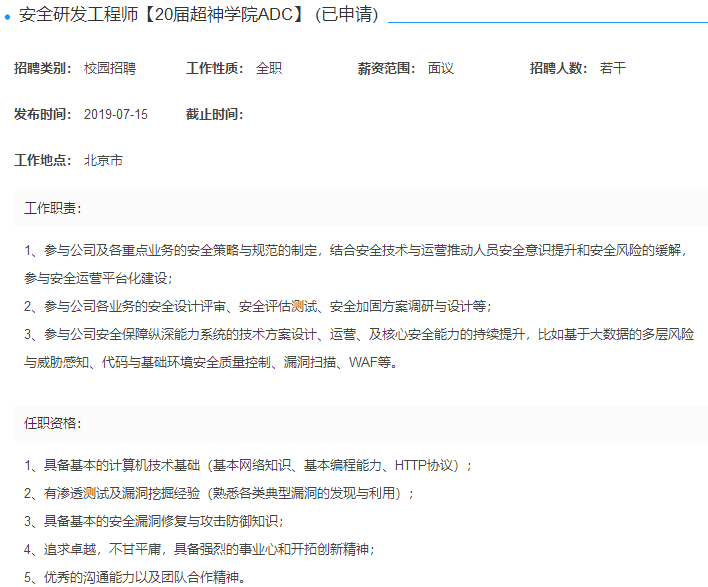 安全研发工程师【20届超神学院ADC】 (已申请)
招聘类别： 校园招聘 工作性质： 全职 薪资范围： 面议 招聘人数： 若干
发布时间： 2019-07-15 截止时间：
工作地点： 北京市
工作职责：
1、参与公司及各重点业务的安全策略与规范的制定，结合安全技术与运营推动人员安全意识提升和安全风险的缓解，
参与安全运营平台化建设；
2、参与公司各业务的安全设计评审、安全评估测试、安全加固方案调研与设计等；
3、参与公司安全保障纵深能力系统的技术方案设计、运营、及核心安全能力的持续提升，比如基于大数据的多层风险
与威胁感知、代码与基础环境安全质量控制、漏洞扫描、WAF等。
任职资格：
1、具备基本的计算机技术基础（基本网络知识、基本编程能力、HTTP协议）；
2、有渗透测试及漏洞挖掘经验（熟悉各类典型漏洞的发现与利用）；
3、具备基本的安全漏洞修复与攻击防御知识；
4、追求卓越，不甘平庸，具备强烈的事业心和开拓创新精神；
5、优秀的沟通能力以及团队合作精神。